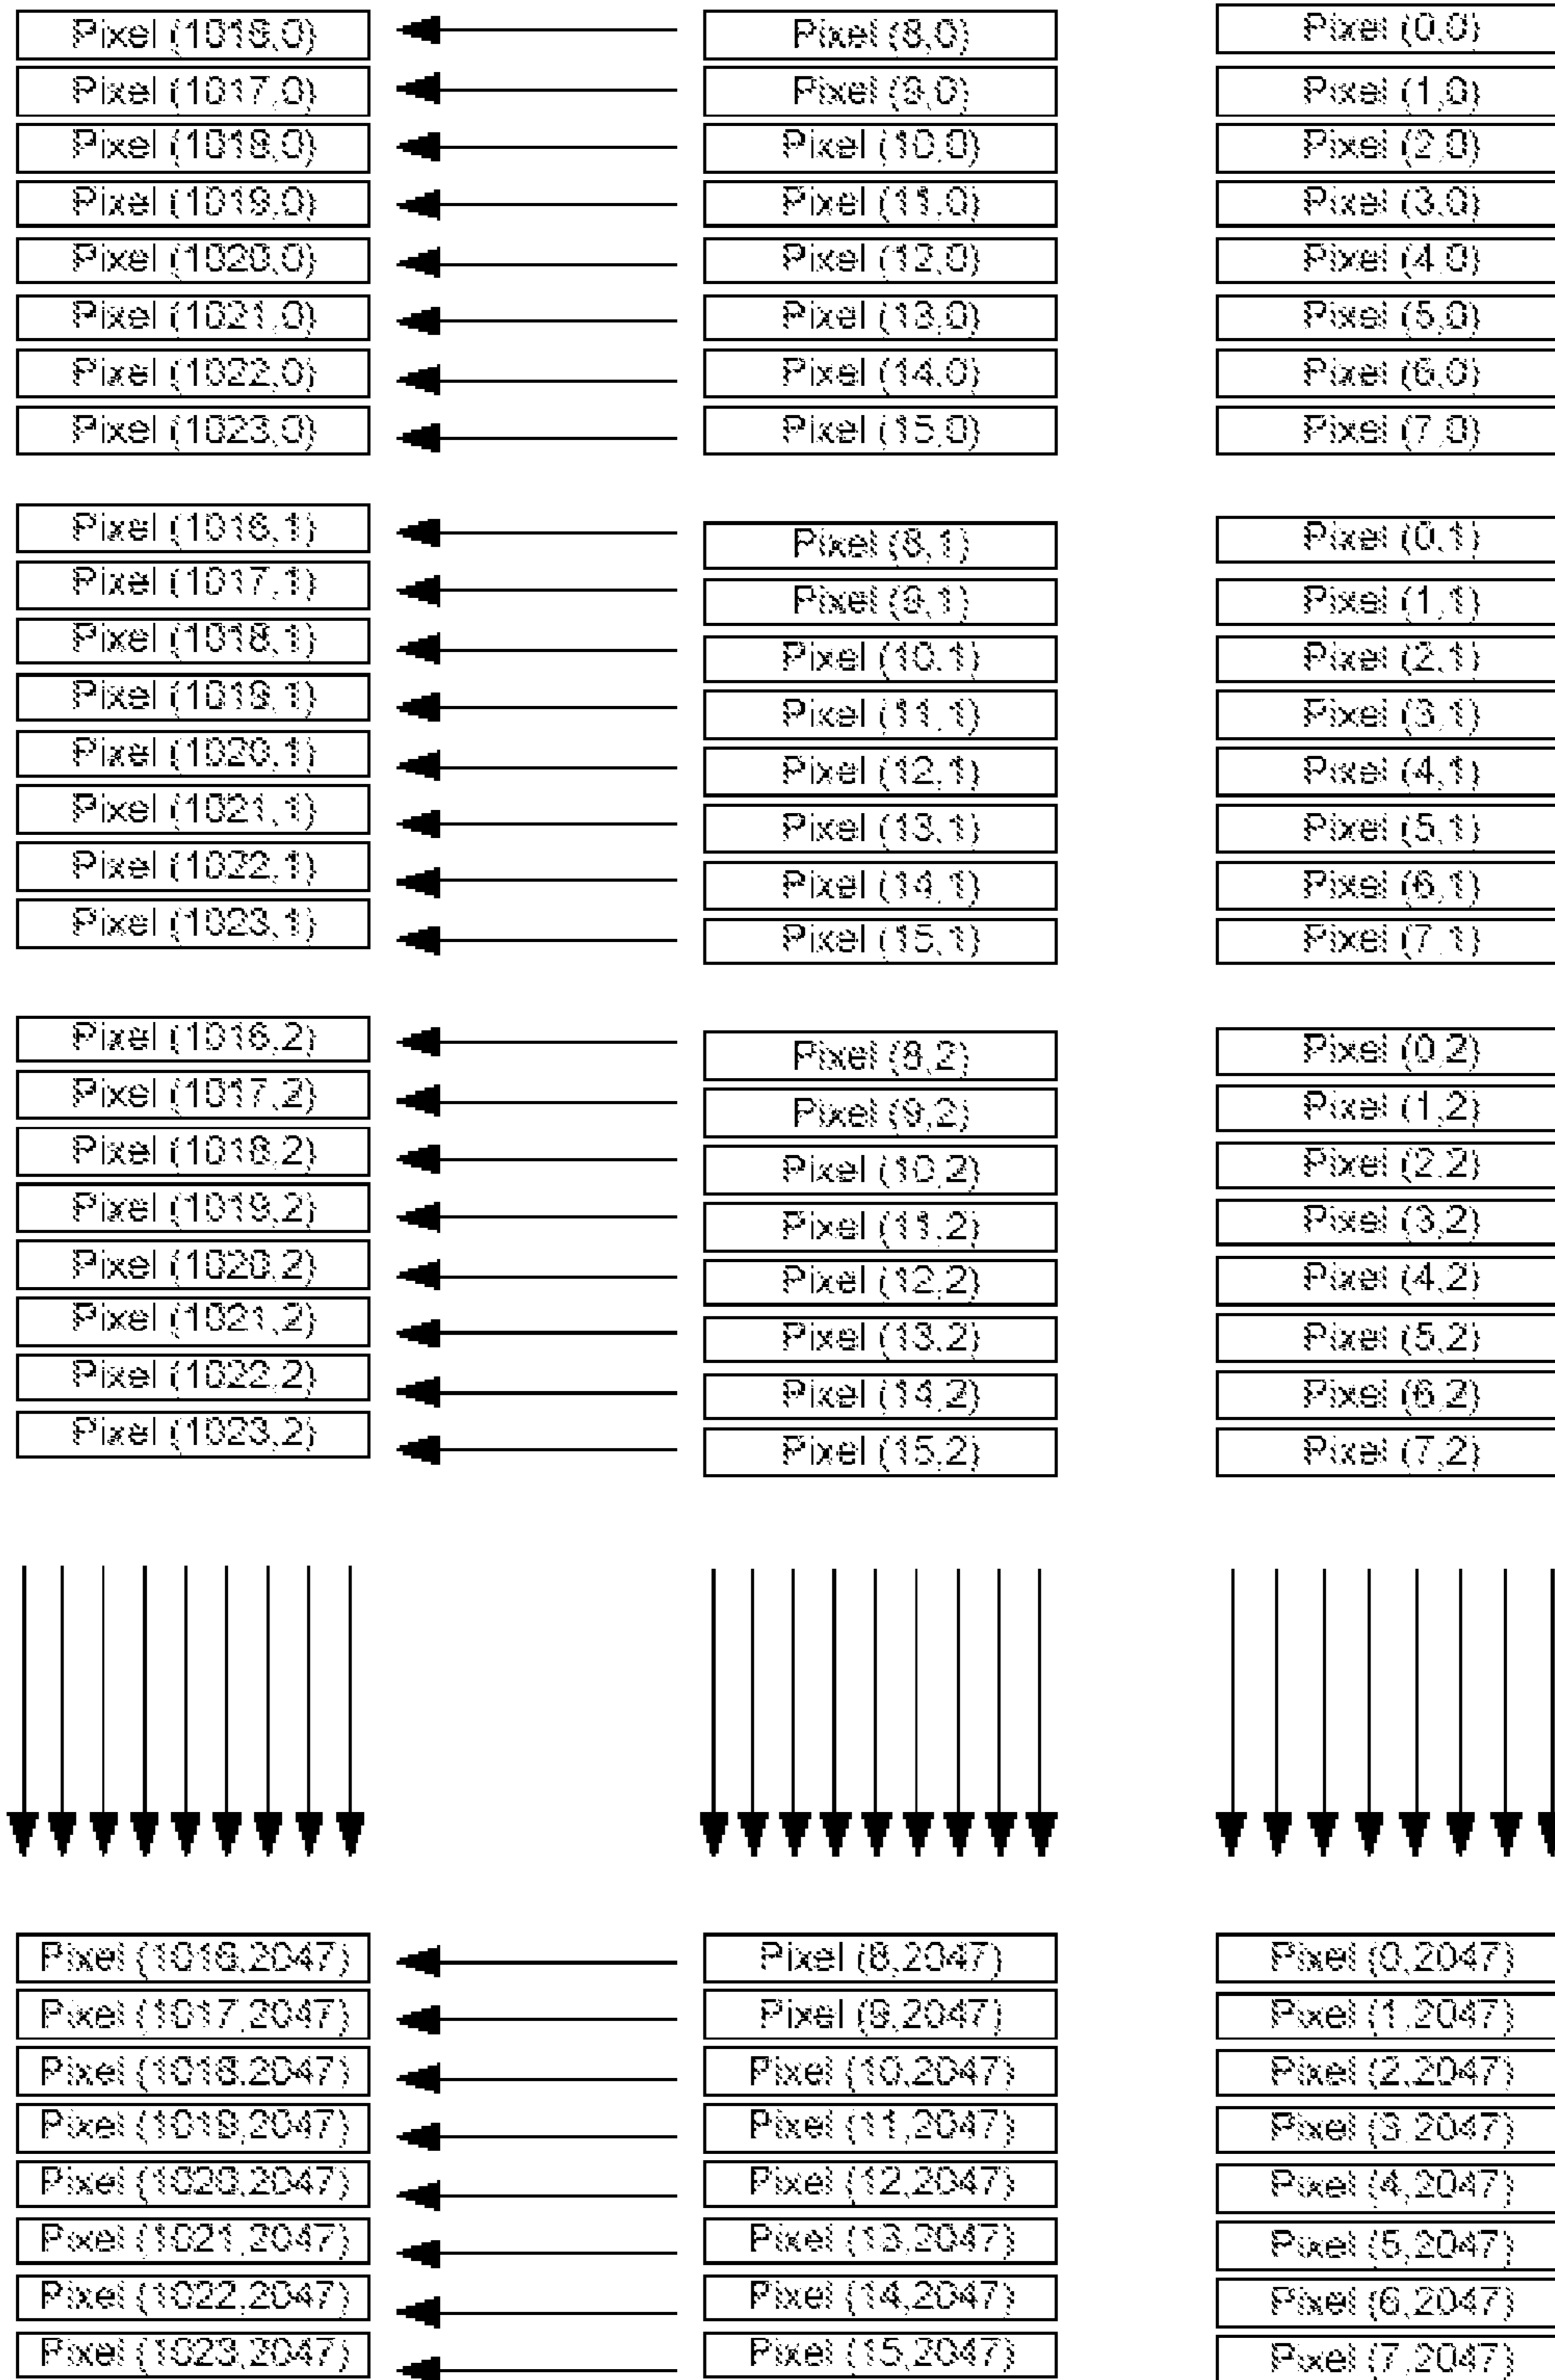 Pixel (1016,0) Pixel (8,0) Pixel (0,0)
Pixel (1017,0) Pixel (9,0) Pixel (1,0)
Pixel (1018,0) Pixel (10,0) Pixel (2,0)
Pixel (1019,0) Pixel (11,0) Pixel (3,0)
Pixel (1020,0) Pixel (12,0) Pixel (4,0)
Pixel (1021,0) Pixel (13,0) Pixel (5,0)
Pixel (1022,0) Pixel (14,0) Pixel (6,0)
Pixel (1023,0) Pixel (15,0) Pixel (7,0)
Pixel (1016,1) Pixel (8,1) Pixel (0,1)
Pixel (1017,1) Pixel (9,1) Pixel (1,1)
Pixel (1018,1) Pixel (10,1) Pixel (2,1)
Pixel (1019,1) Pixel (11,1) Pixel (3,1)
Pixel (1020,1) Pixel (12,1) Pixel (4,1)
Pixel (1021,1) Pixel (13,1) Pixel (5,1)
Pixel (1022,1) Pixel (14,1) Pixel (6,1)
Pixel (1023,1) Pixel (15,1) Pixel (7,1)
Pixel (1016,2) Pixel (8,2) Pixel (0,2)
Pixel (1017,2) Pixel (9,2) Pixel (1,2)
Pixel (1018,2) Pixel (10,2) Pixel (2,2)
Pixel (1019,2) Pixel (11,2) Pixel (3,2)
Pixel (1020,2) Pixel (12,2) Pixel (4,2)
Pixel (1021,2) Pixel (13,2) Pixel (5,2)
Pixel (1022,2) Pixel (14,2) Pixel (6,2)
Pixel (1023,2) Pixel (15,2) Pixel (7,2)
Pixel (1016,2047) Pixel (8,2047) Pixel (0,2047)
Pixel (1017,2047) Pixel (9,2047) Pixel (1,2047)
Pixel (1018,2047) Pixel (10,2047) Pixel (2,2047)
Pixel (1019,2047) Pixel (11,2047) Pixel (3,2047)
Pixel (1020,2047) Pixel (12,2047) Pixel (4,2047)
Pixel (1021,2047) Pixel (13,2047) Pixel (5,2047)
Pixel (1022,2047) Pixel (14,2047) Pixel (6,2047)
Pixel (1023,2047) Pixel (15,2047) Pixel (7,2047)